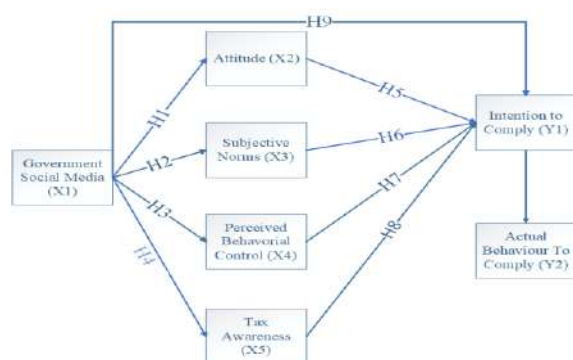 H9
Attitude (X2)
H1
H5
Subjective
Norms (X3)
H2
H6
Intention to
Comply (Y1)
Government
Social Media
(X1)
H3
H7
Perceived
Behavorial
Control (X4)
H4
H8
Actual
Behaviour To
Comply (Y2)
Tax
Awareness
(X5)